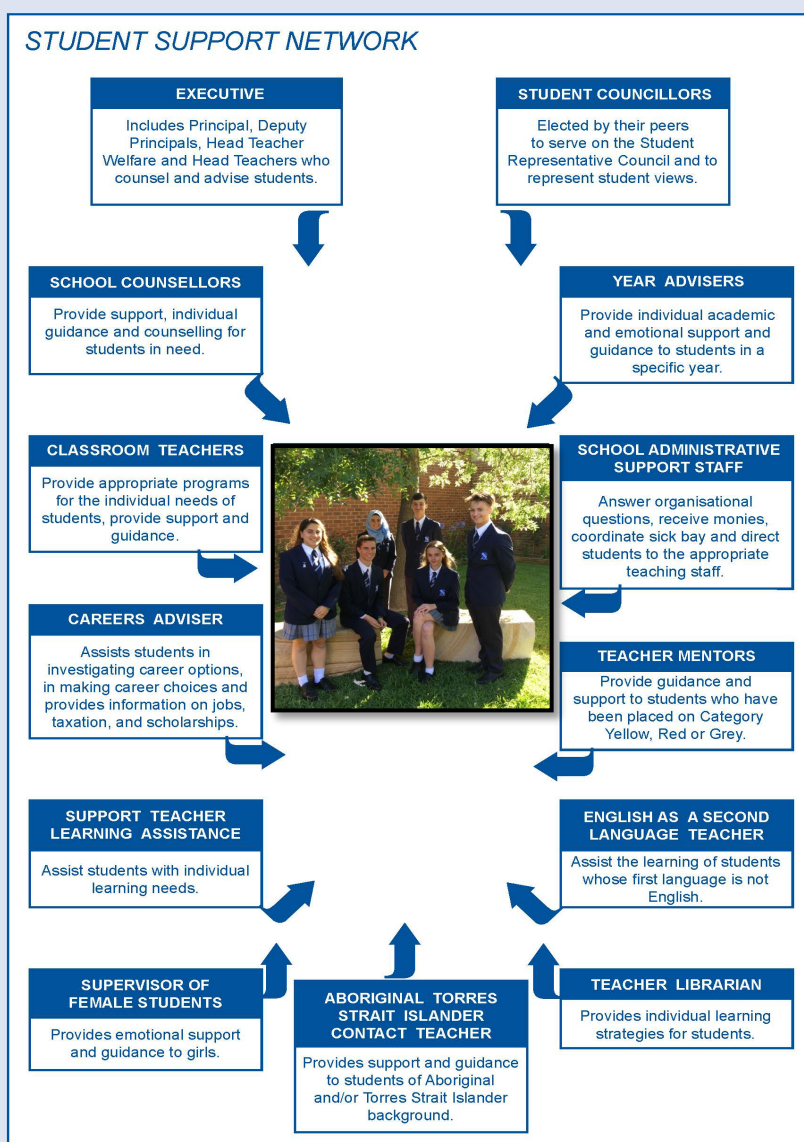 STUDENT SUPPORT NETWORK
EXECUTIVE
Includes Principal, Deputy
Principals, Head Teacher
Welfare and Head Teachers who
counsel and advise students.
STUDENT COUNCILLORS
Elected by their peers
to serve on the Student
Representative Council and to
represent student views.
SCHOOL COUNSELLORS
Provide support, individual
guidance and counselling for
students in need.
YEAR ADVISERS
Provide individual academic
and emotional support and
guidance to students in a
specific year.
CLASSROOM TEACHERS
Provide appropriate programs
for the individual needs of
students, provide support and
guidance.
SCHOOL ADMINISTRATIVE
SUPPORT STAFF
Answer organisational
questions, receive monies,
coordinate sick bay and direct
students to the appropriate
teaching staff.
CAREERS ADVISER
Assists students in
investigating career options,
in making career choices and
provides information on jobs,
taxation, and scholarships.
TEACHER MENTORS
Provide guidance and
support to students who have
been placed on Category
Yellow, Red or Grey.
SUPPORT TEACHER
LEARNING ASSISTANCE
Assist students with individual
learning needs.
ENGLISH AS A SECOND
LANGUAGE TEACHER
Assist the learning of students
whose first language is not
English.
SUPERVISOR OF
FEMALE STUDENTS
Provides emotional support
and guidance to girls.
ABORIGINAL TORRES
STRAIT ISLANDER
CONTACT TEACHER
Provides support and guidance
to students of Aboriginal
and/or Torres Strait Islander
background.
TEACHER LIBRARIAN
Provides individual learning
strategies for students.